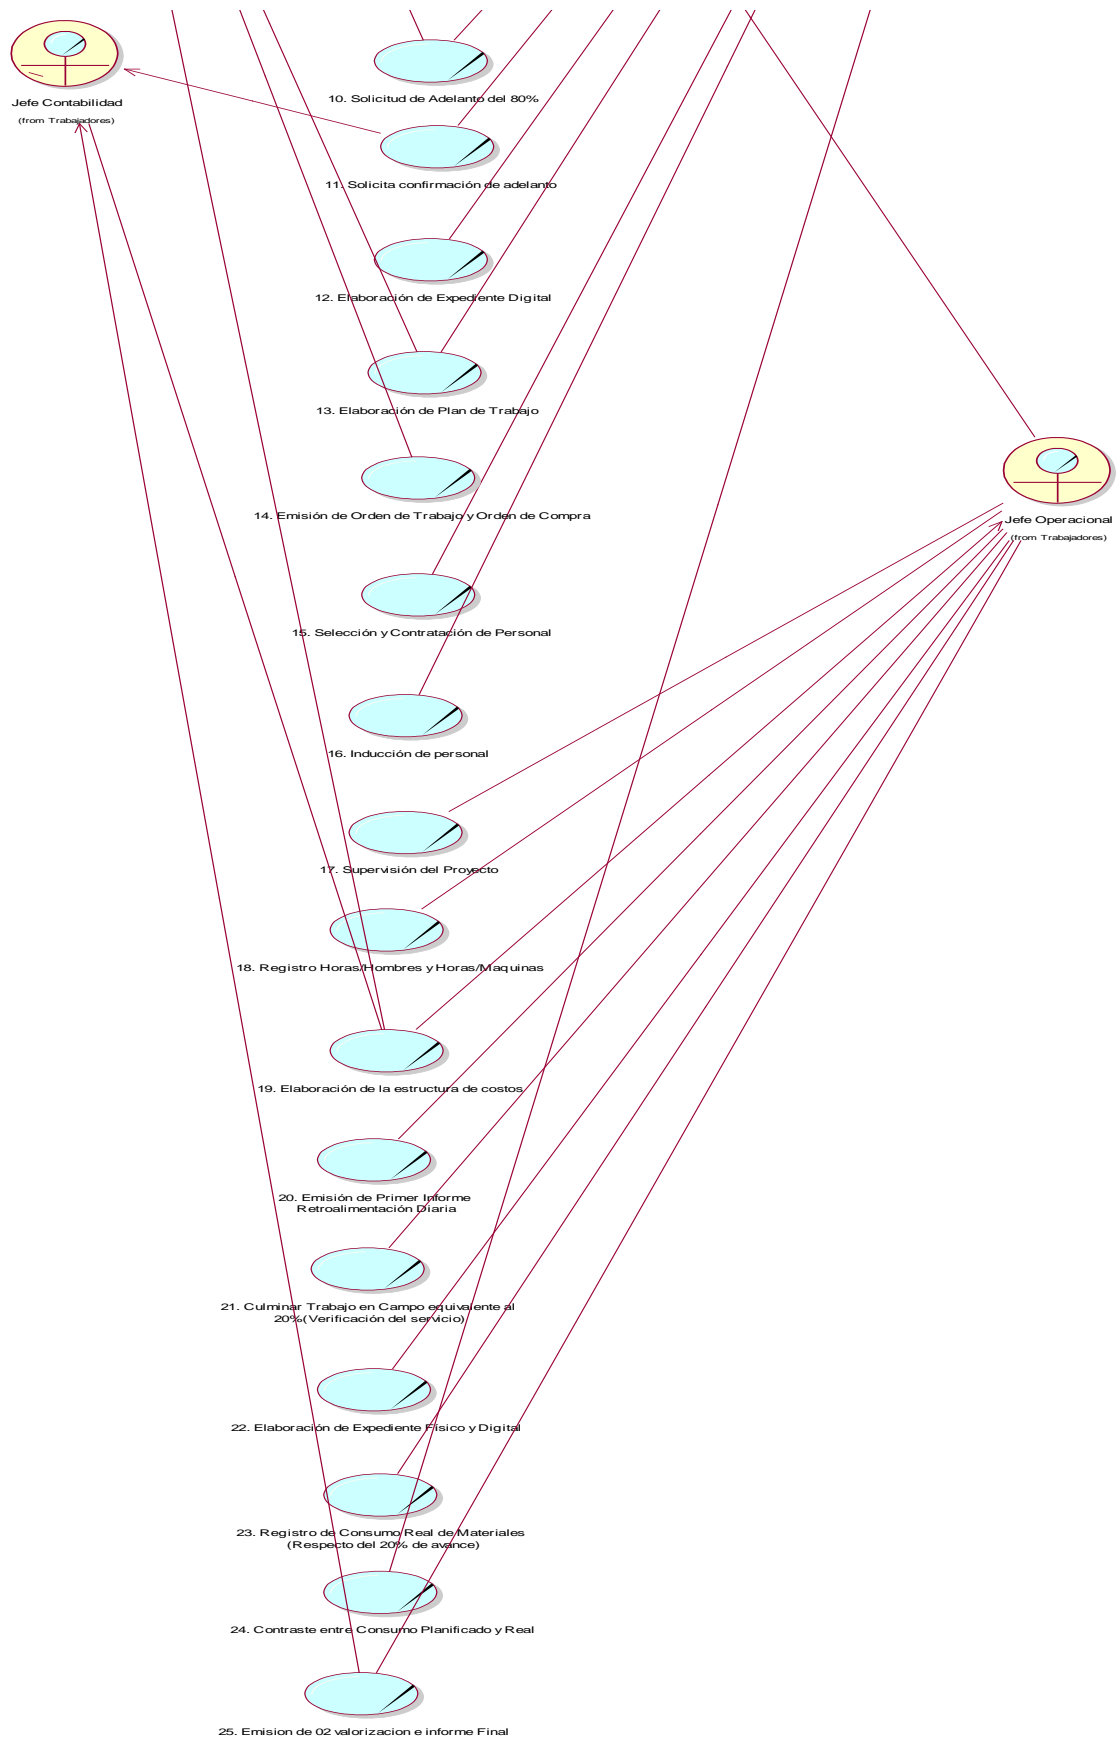 Jefe Contabilidad
(from Trabajadores)
10. Solicitud de Adelanto del 80%
11. Solicita confirmación de adelanto
12. Elaboración de Expediente Digital
13. Elaboración de Plan de Trabajo
Jefe Operacional
(from Trabajadores)
14. Emisión de Orden de Trabajo y Orden de Compra
15. Selección y Contratación de Personal
16. Inducción de personal
17. Supervisión del Proyecto
18. Registro Horas/Hombres y Horas/Maquinas
19. Elaboración de la estructura de costos
20. Emisión de Primer Informe
Retroalimentación Diaria
21. Culminar Trabajo en Campo equivalente al
20%(Verificación del servicio)
22. Elaboración de Expediente Físico y Digital
23. Registro de Consumo Real de Materiales
(Respecto del 20% de avance)
24. Contraste entre Consumo Planificado y Real
25. Emision de 02 valorizacion e informe Final